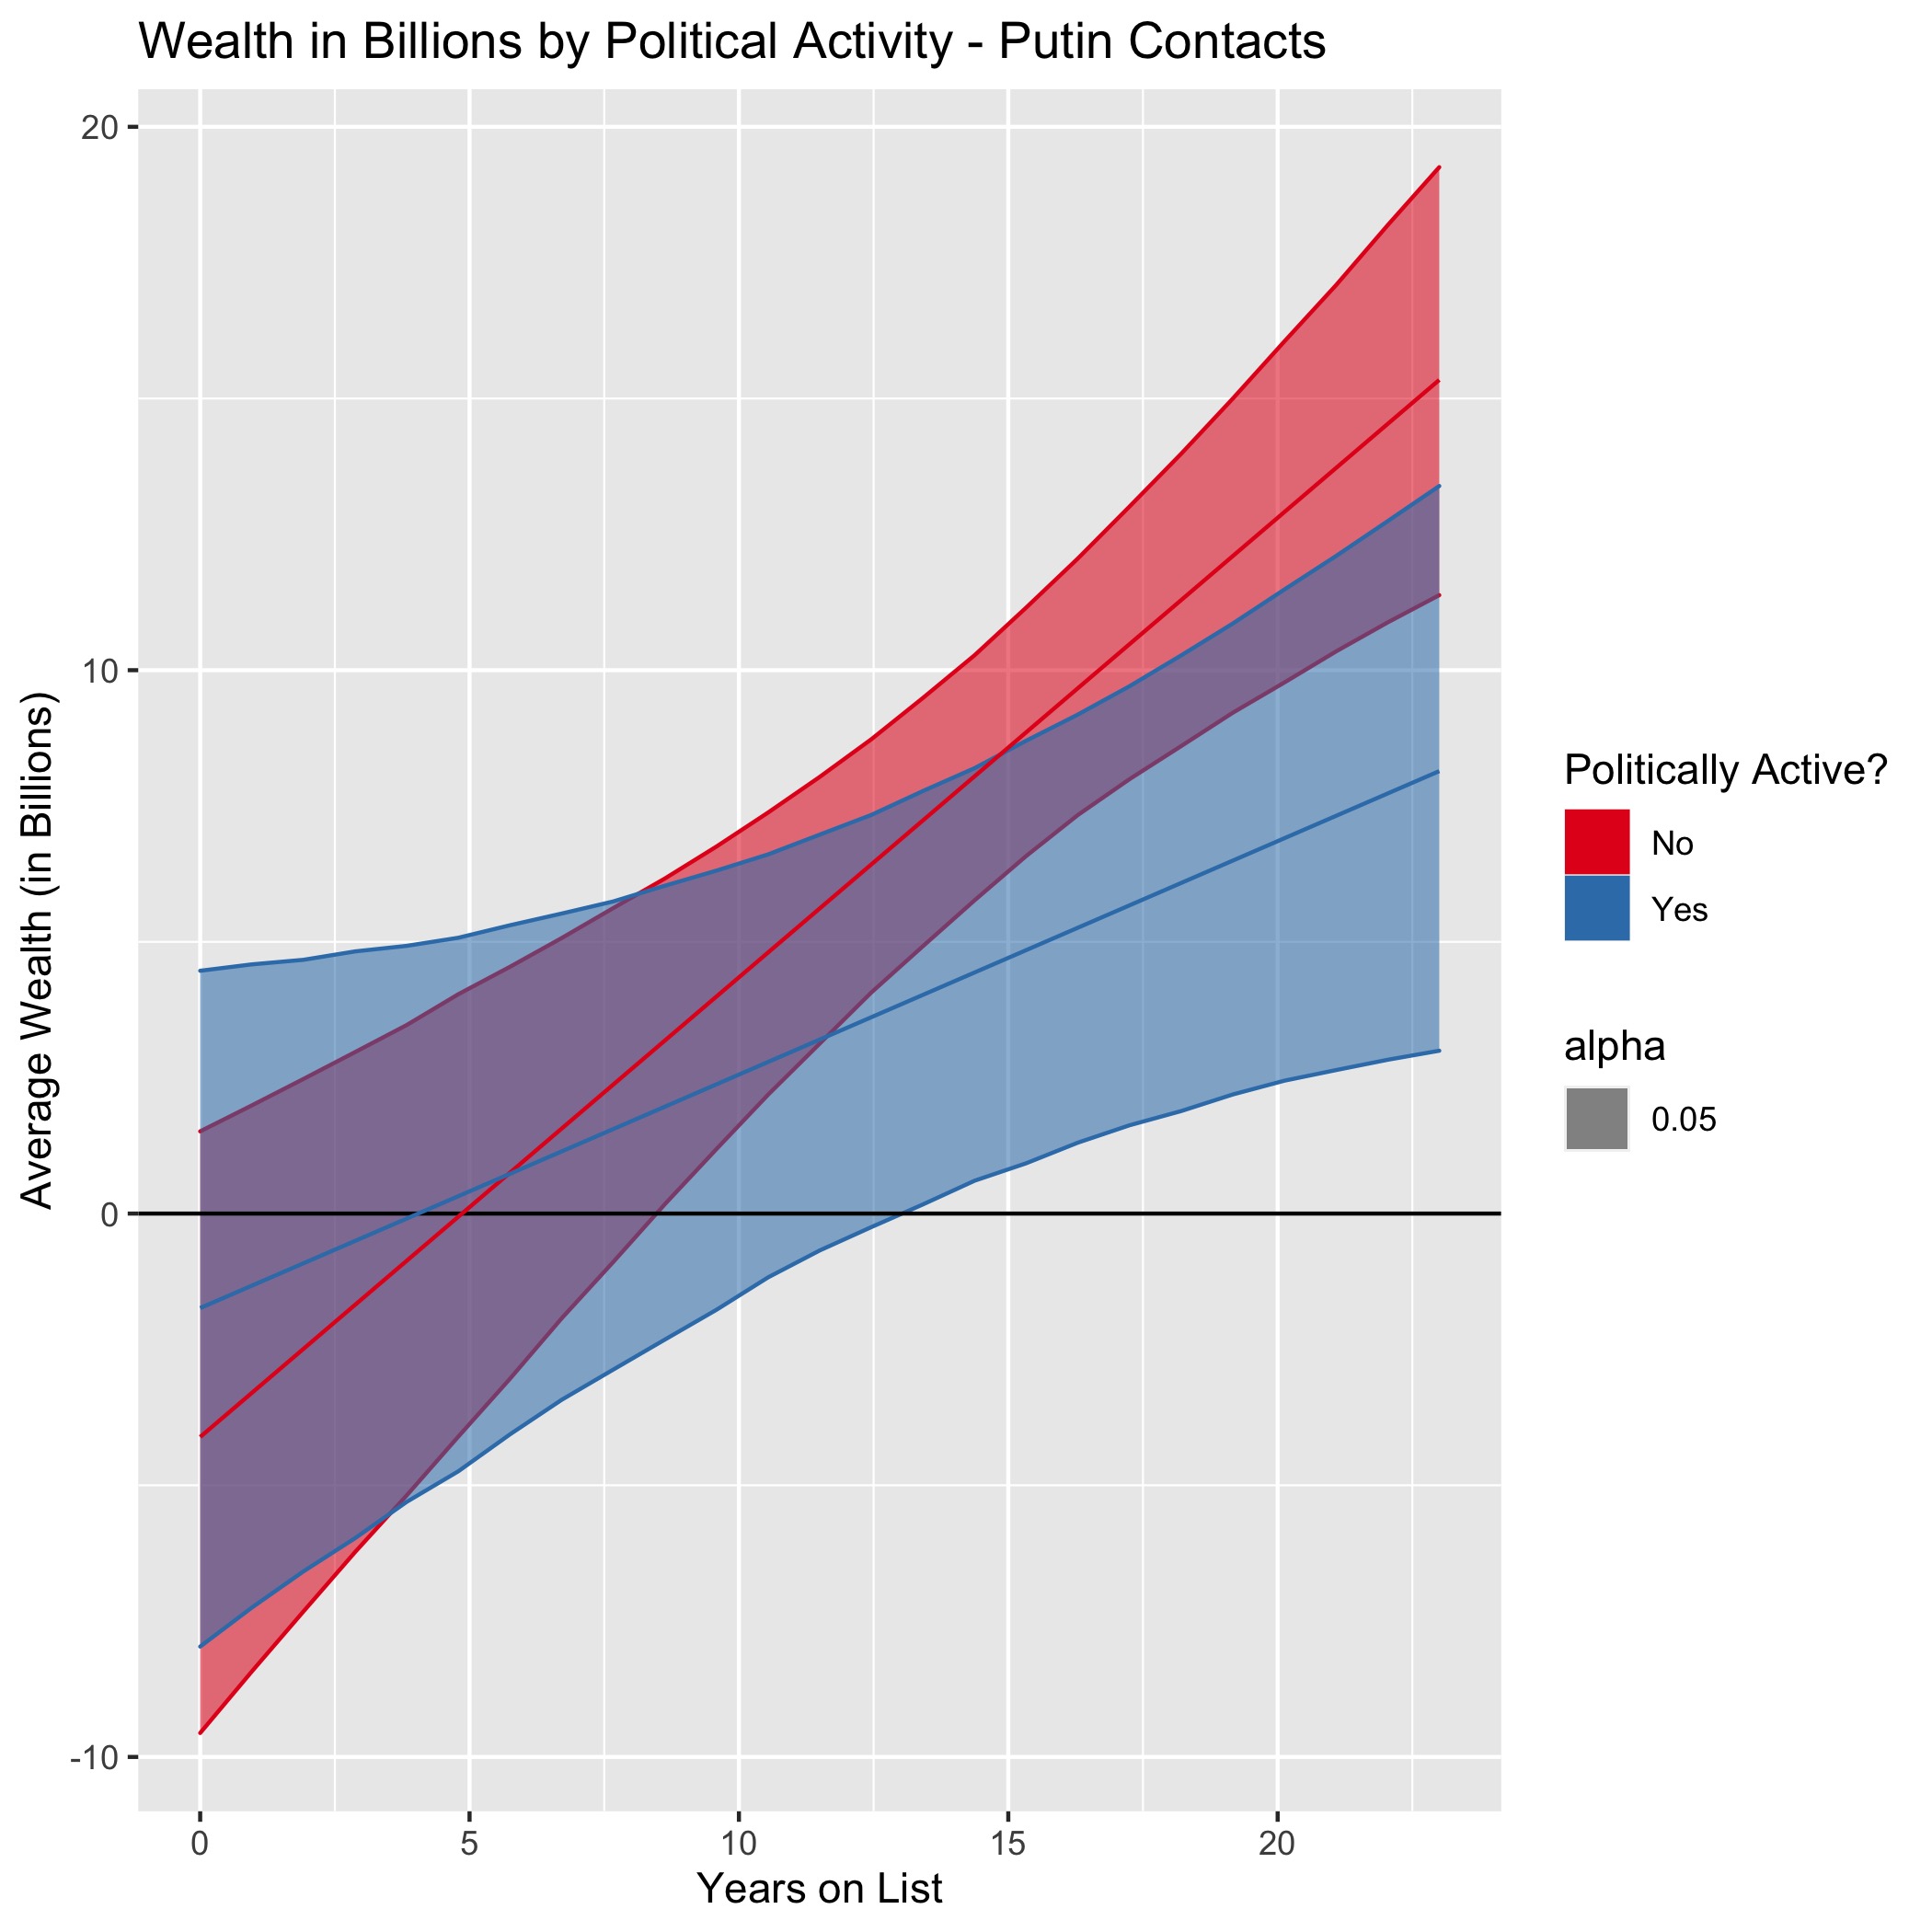 Wealth in Billions by Political Activity - Putin Contacts
20
10
0
-10
Average Wealth (in Billions)
0 5 10 15 20
Years on List
Politically Active?
No
Yes
alpha
0.05